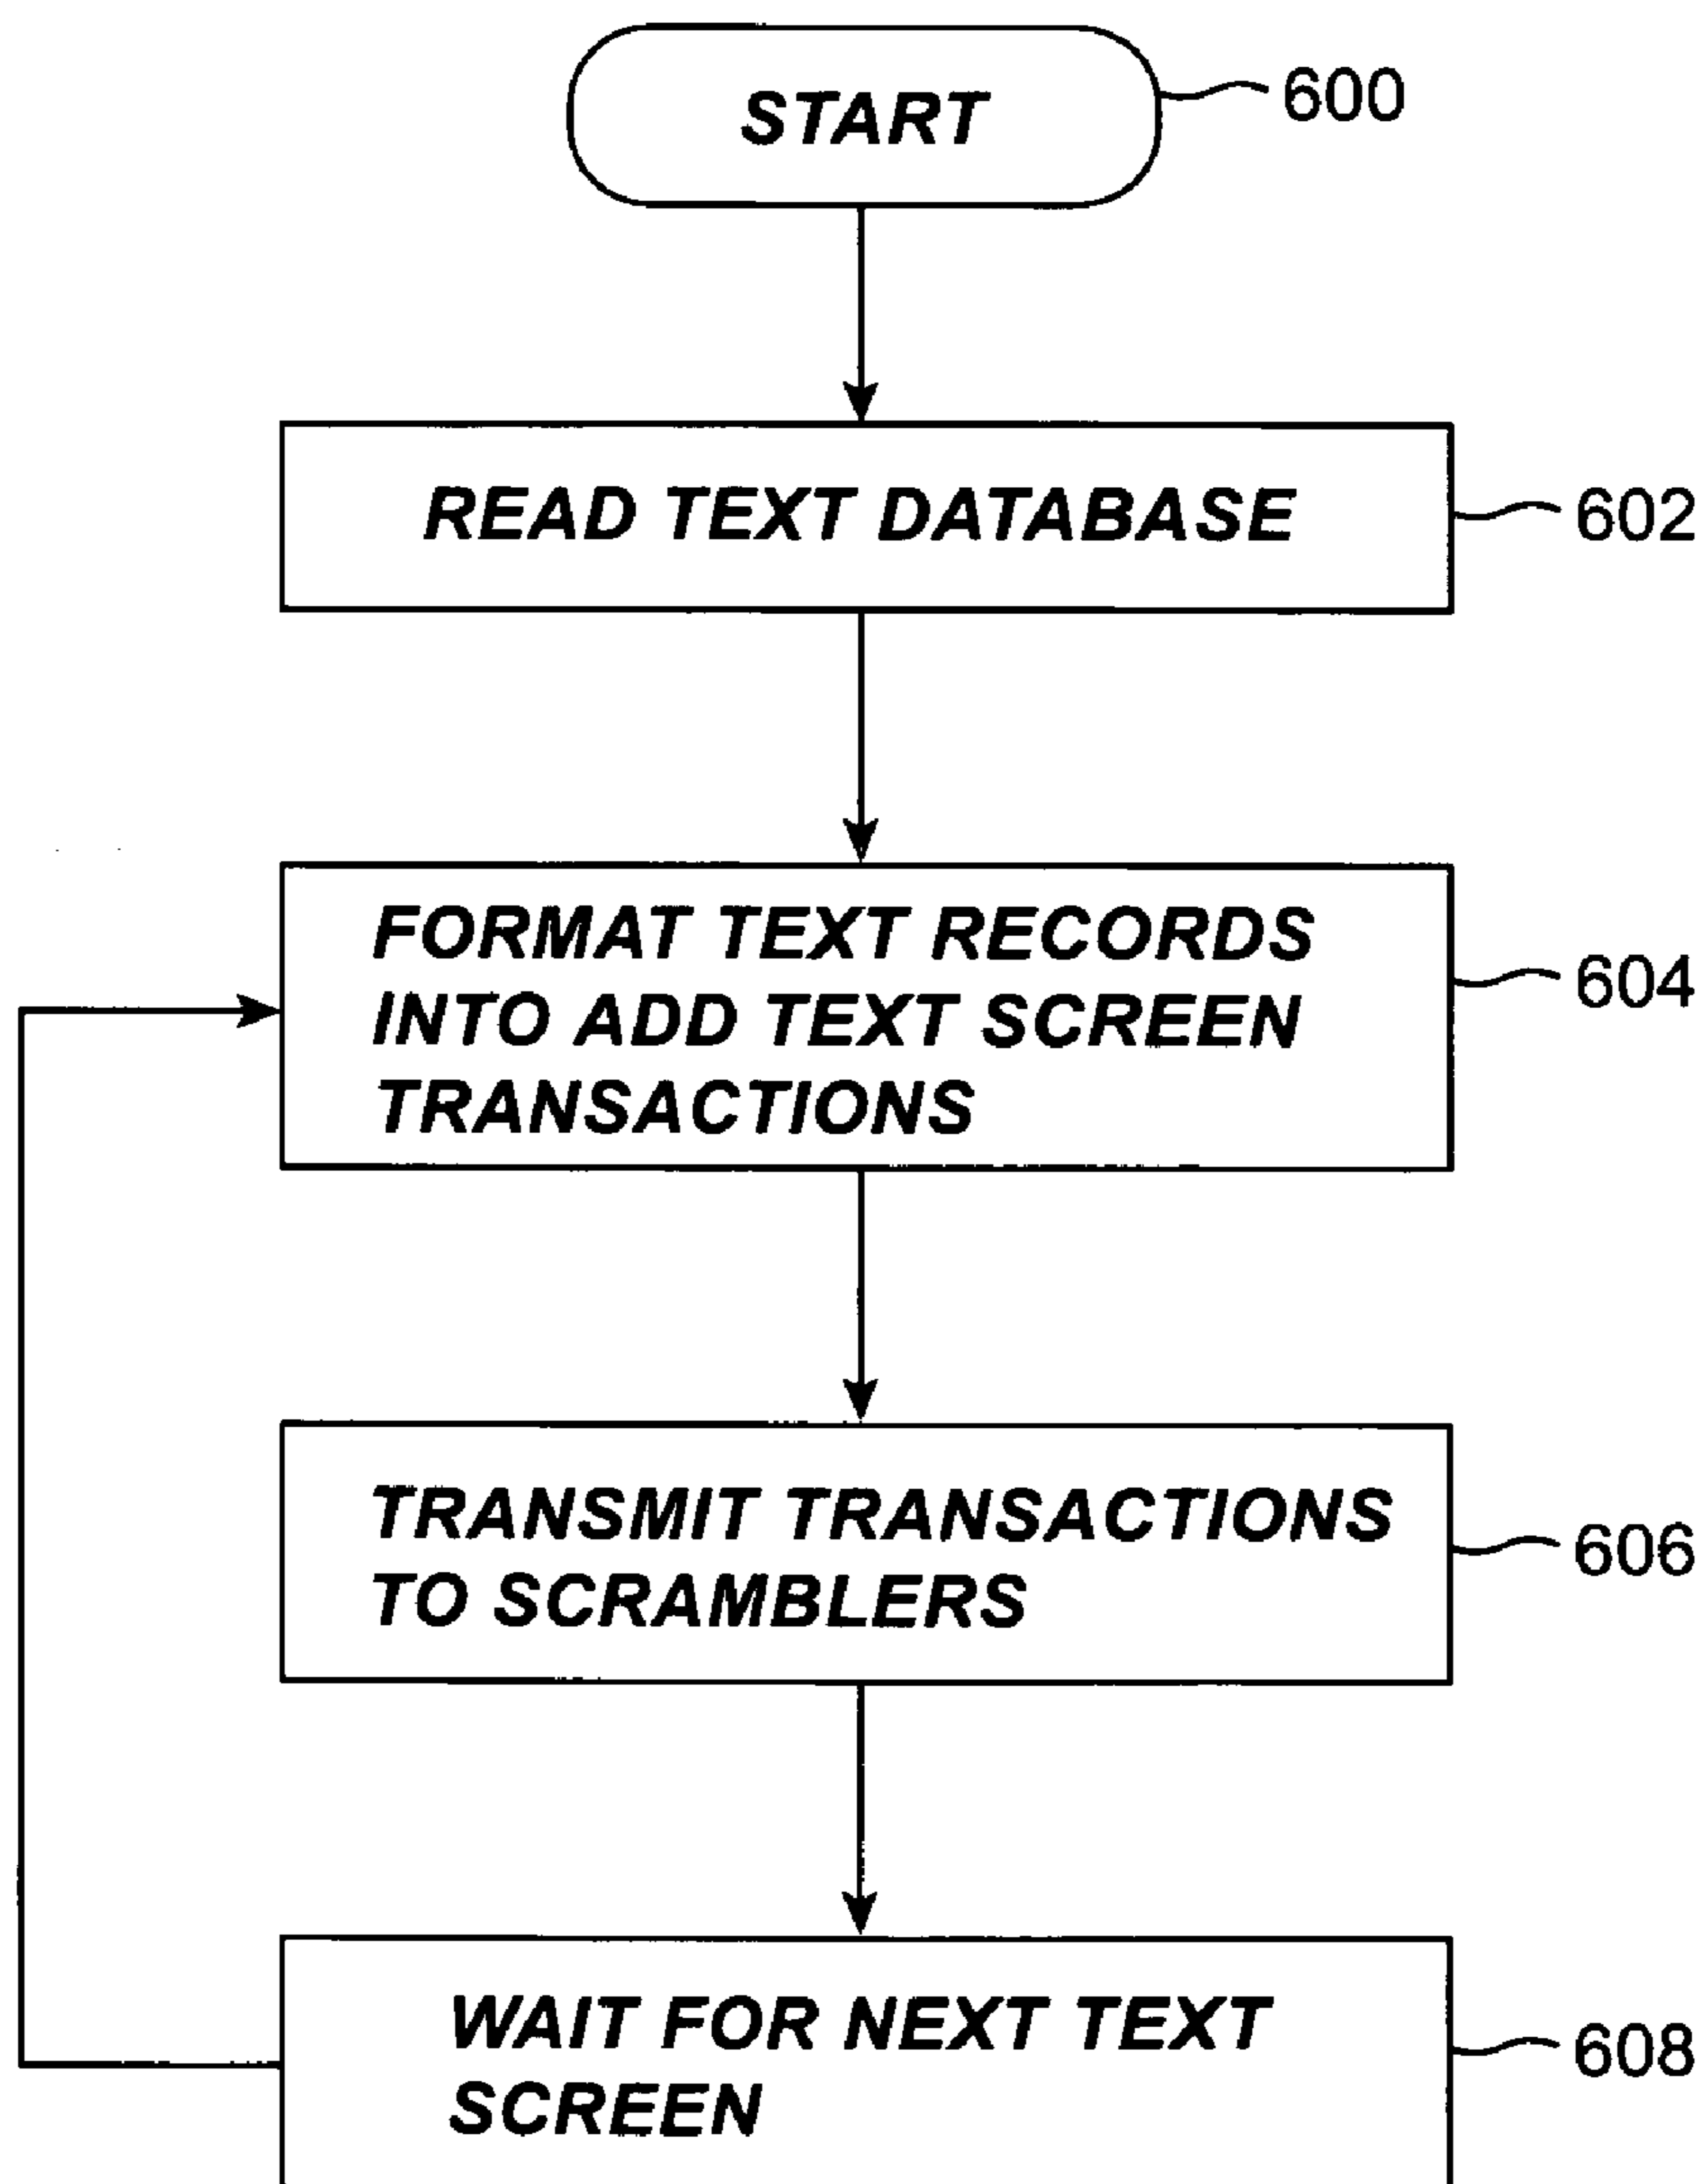 START
600
READ TEXT DATABASE
602
FORMAT TEXT RECORDS
INTO ADD TEXT SCREEN
TRANSACTIONS
604
TRANSMIT TRANSACTIONS
TO SCRAMBLERS
606
WAIT FOR NEXT TEXT
SCREEN
608